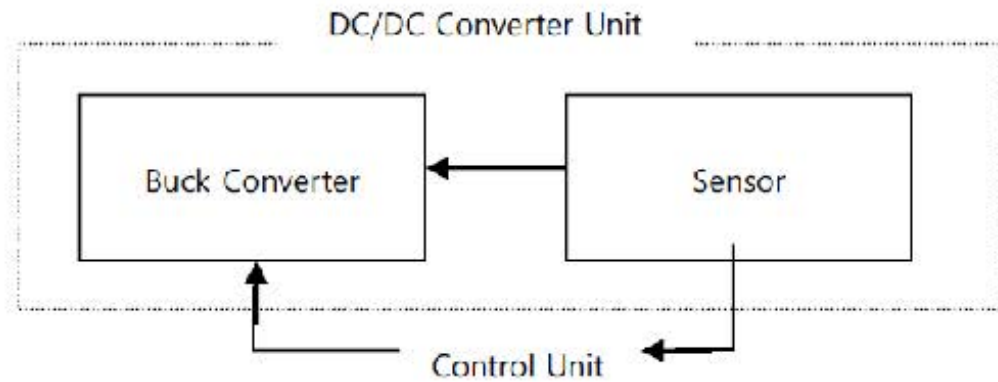 DC/DC Converter Unit
Buck Converter
Sensor
Control Unit